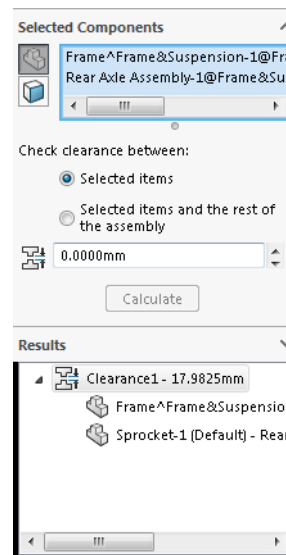 Selected Components
Frame^Frame&Suspension-1@Fr
Rear Axle Assembly-1@Frame&Su
Check clearance between:
Selected items
Selected items and the rest of
the assembly
0.0000mm
Calculate
Results
Clearance1 - 17.9825mm
Frame^Frame&Suspensio
Sprocket-1 (Default) - Rea